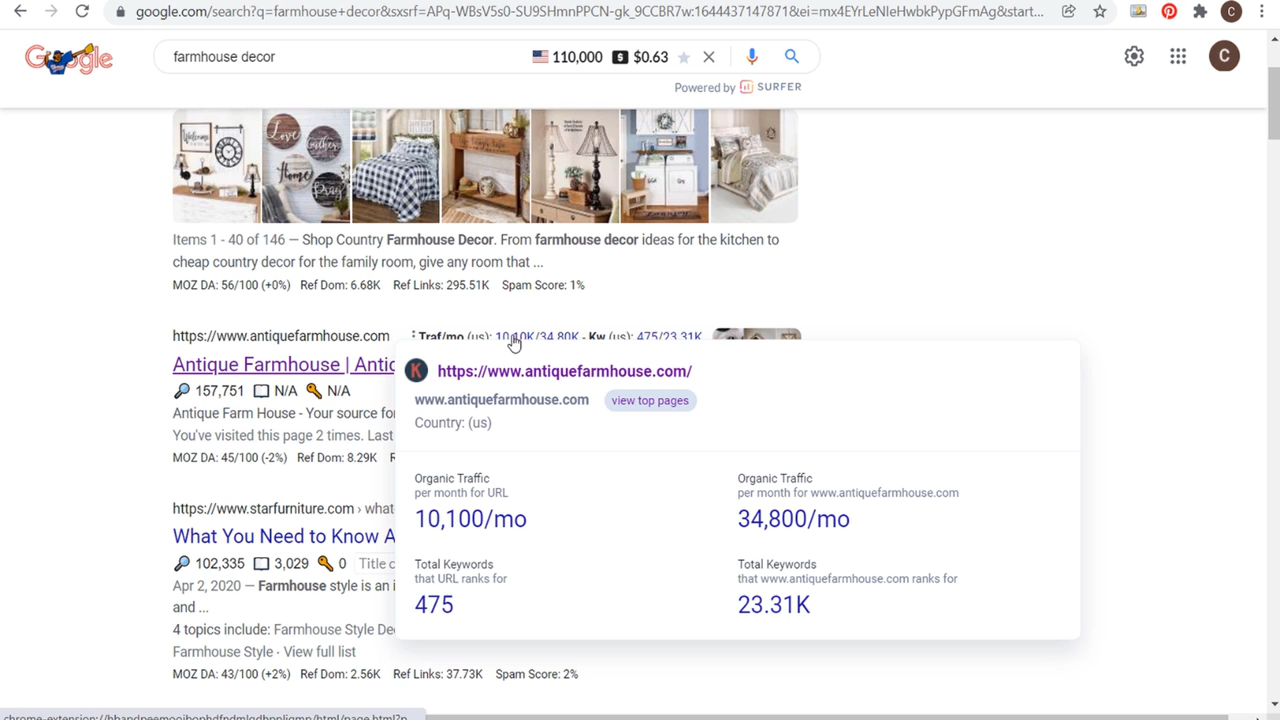 google.com/search?q=farmhouse+decor&sxsrf=APq-WBsV5s0-SU9SHmnPPCN-gk_9CCBR7w:1644437147871&ei=mx4EYrLeNIeHwbkPypGFmAg&start...
C
Google
farmhouse decor
110,000
$
$0.63
C
Powered by SURFER
Welcome
Love
Gather
Home
Pray
Items 1 - 40 of 146 — Shop Country Farmhouse Decor. From farmhouse decor ideas for the kitchen to
cheap country decor for the family room, give any room that ...
MOZ DA: 56/100 (+0%) Ref Dom: 6.68K Ref Links: 295.51K Spam Score: 1%
https://www.antiquefarmhouse.com
Traf/mo (us): 10.10K/34.80K - Kw (us): 475/23.31K
Antique Farmhouse | Antiq
157,751 N/A N/A
Antique Farm House - Your source fo
You've visited this page 2 times. Last
MOZ DA: 45/100 (-2%) Ref Dom: 8.29K R
K
https://www.antiquefarmhouse.com/
www.antiquefarmhouse.com view top pages
Country: (us)
Organic Traffic
per month for URL
10,100/mo
Organic Traffic
per month for www.antiquefarmhouse.com
34,800/mo
Total Keywords
that URL ranks for
475
Total Keywords
that www.antiquefarmhouse.com ranks for
23.31K
https://www.starfurniture.com › what
What You Need to Know A
102,335 3,029 0 Title c
Apr 2, 2020 — Farmhouse style is an i
and ...
4 topics include: Farmhouse Style De
Farmhouse Style · View full list
MOZ DA: 43/100 (+2%) Ref Dom: 2.56K Ref Links: 37.73K Spam Score: 2%